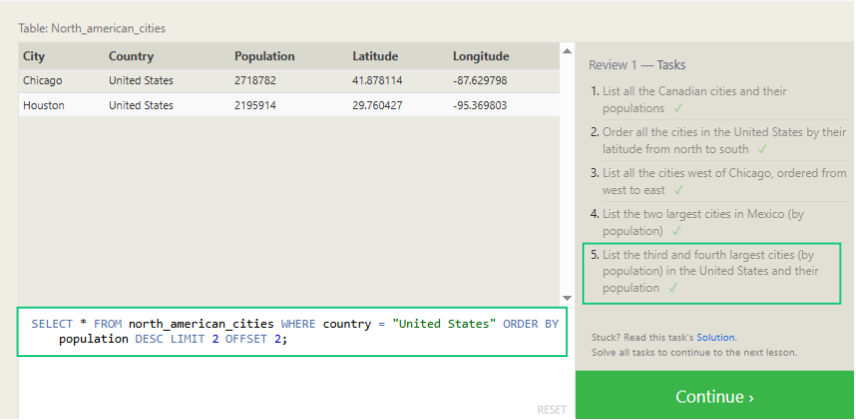 Table: North_american_cities
City Country Population Latitude Longitude
Chicago United States 2718782 41.878114 -87.629798
Houston United States 2195914 29.760427 -95.369803
SELECT * FROM north_american_cities WHERE country = "United States" ORDER BY
population DESC LIMIT 2 OFFSET 2;
RESET
Review 1 — Tasks
1. List all the Canadian cities and their
populations ✓
2. Order all the cities in the United States by their
latitude from north to south ✓
3. List all the cities west of Chicago, ordered from
west to east ✓
4. List the two largest cities in Mexico (by
population) ✓
5. List the third and fourth largest cities (by
population) in the United States and their
population ✓
Stuck? Read this task's Solution.
Solve all tasks to continue to the next lesson.
Continue ›